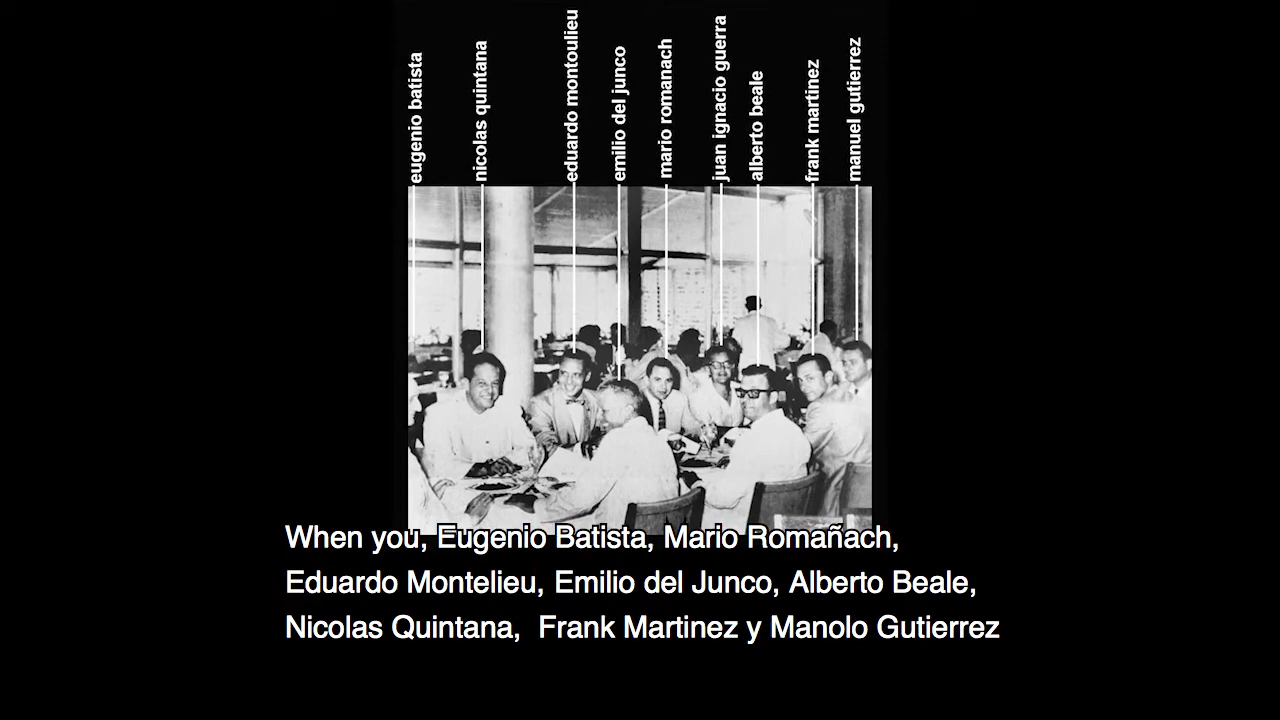 eugenio batista
nicolas quintana
eduardo montoulieu
emilio del junco
mario romanach
juan ignacio guerra
alberto beale
frank martinez
manuel gutierrez
When you, Eugenio Batista, Mario Romañach,
Eduardo Montelieu, Emilio del Junco, Alberto Beale,
Nicolas Quintana, Frank Martinez y Manolo Gutierrez